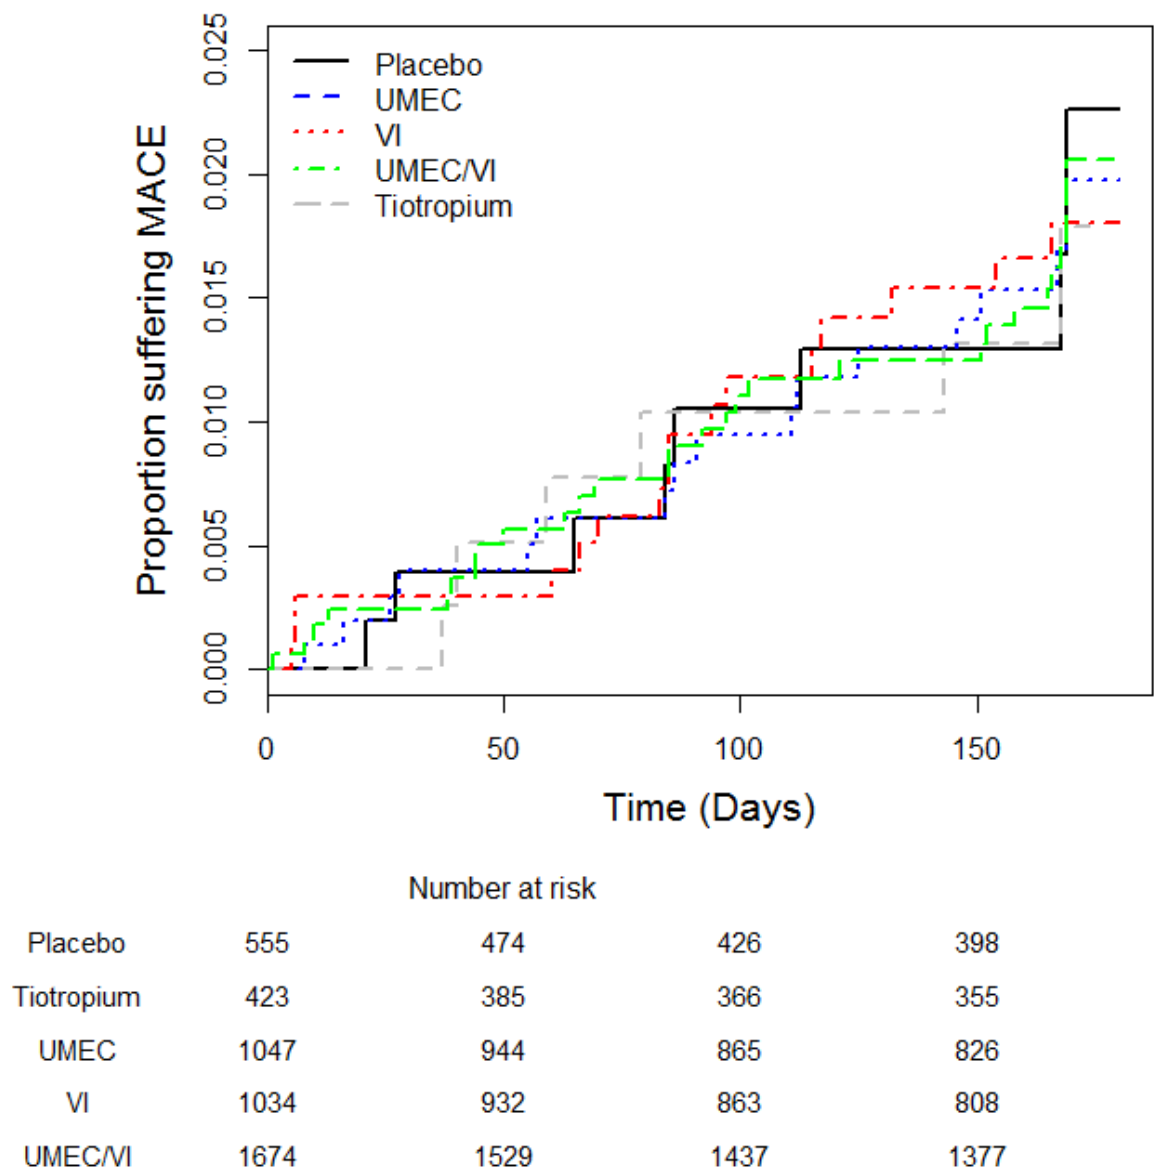 0.025
0.020
0.015
0.010
0.005
0.000
Proportion suffering MACE
Placebo
UMEC
VI
UMEC/VI
Tiotropium
0 50 100 150
Time (Days)
Number at risk
Placebo 555 474 426 398
Tiotropium 423 385 366 355
UMEC 1047 944 865 826
VI 1034 932 863 808
UMEC/VI 1674 1529 1437 1377